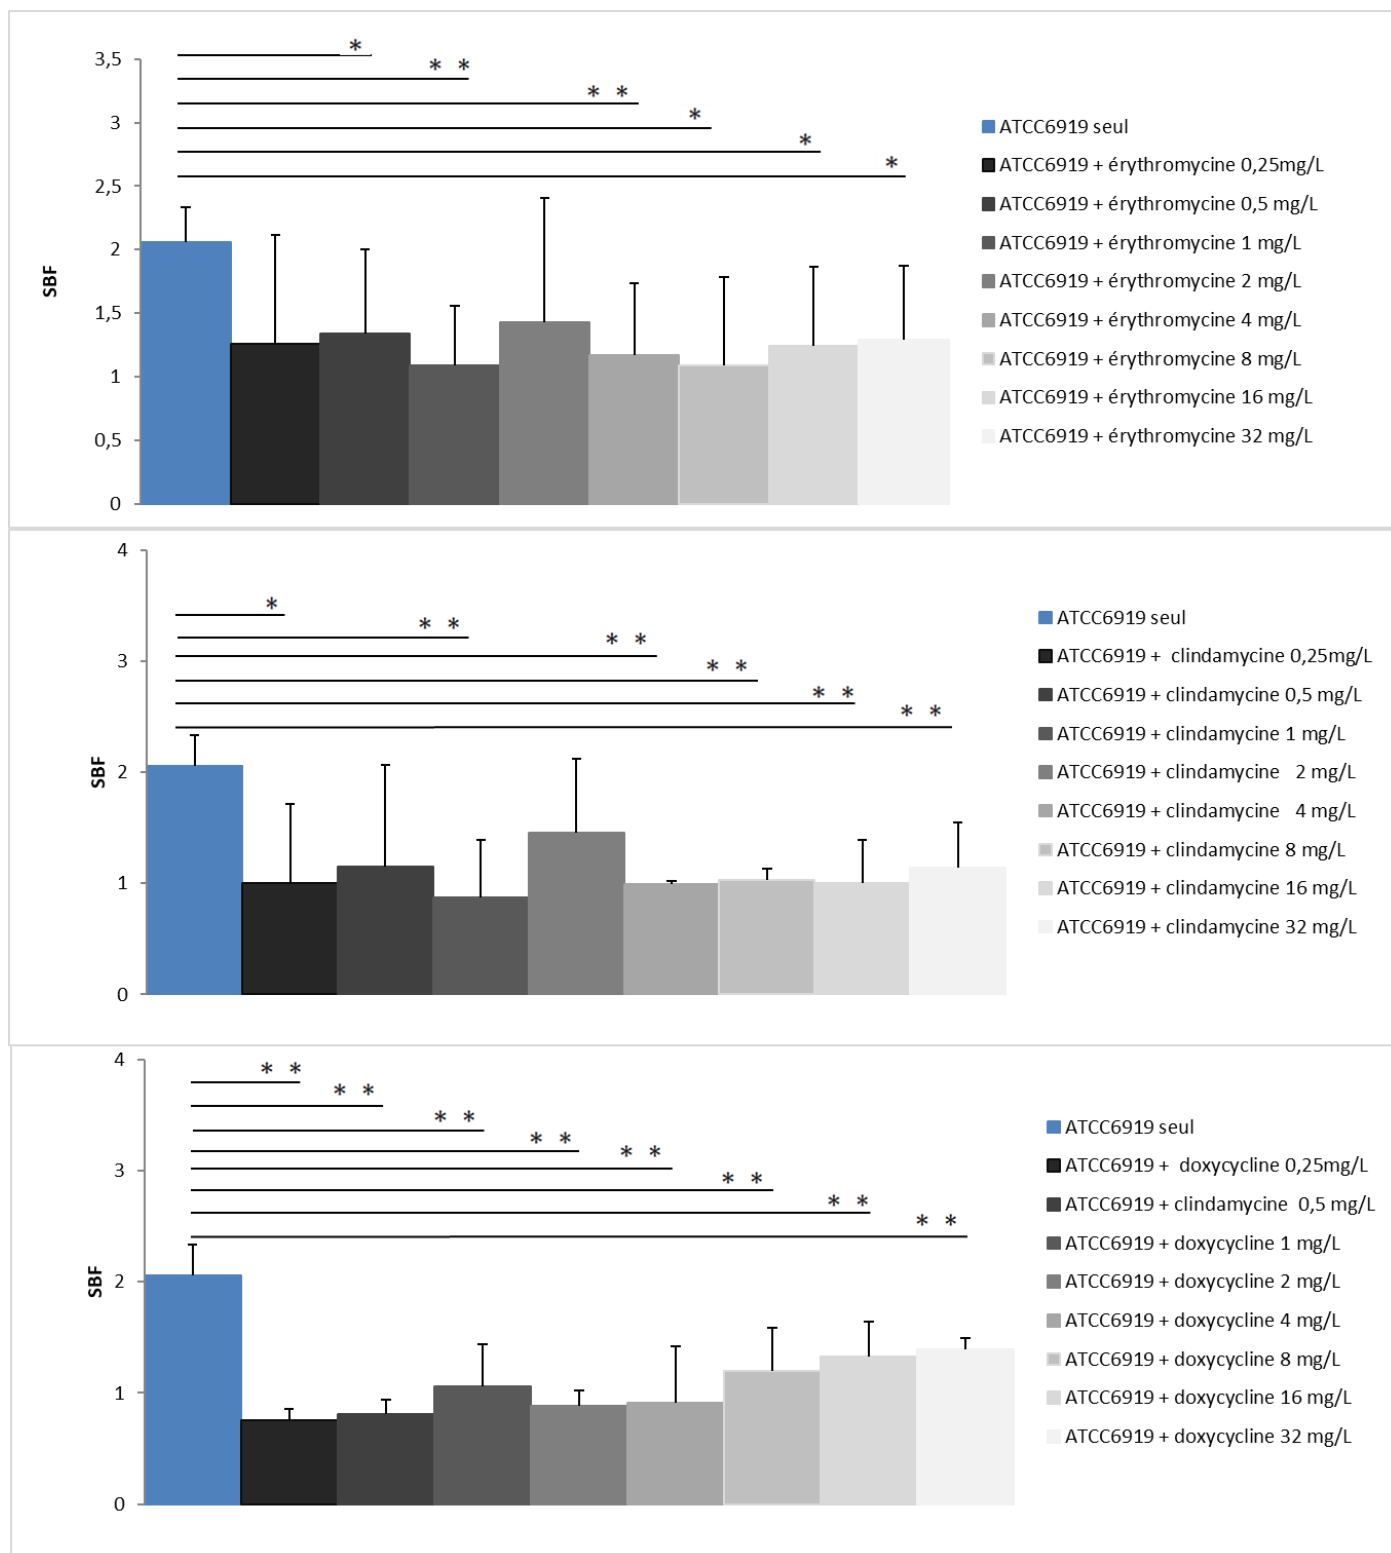 *
* *
* *
*
*
*
3,5
3
2,5
2
1,5
1
0,5
0
SBF
ATCC6919 seul
ATCC6919 + érythromycine 0,25mg/L
ATCC6919 + érythromycine 0,5 mg/L
ATCC6919 + érythromycine 1 mg/L
ATCC6919 + érythromycine 2 mg/L
ATCC6919 + érythromycine 4 mg/L
ATCC6919 + érythromycine 8 mg/L
ATCC6919 + érythromycine 16 mg/L
ATCC6919 + érythromycine 32 mg/L
*
* *
* *
* *
* *
* *
4
3
2
1
0
SBF
ATCC6919 seul
ATCC6919 +  clindamycine 0,25mg/L
ATCC6919 + clindamycine 0,5 mg/L
ATCC6919 + clindamycine 1 mg/L
ATCC6919 + clindamycine   2 mg/L
ATCC6919 + clindamycine   4 mg/L
ATCC6919 + clindamycine 8 mg/L
ATCC6919 + clindamycine 16 mg/L
ATCC6919 + clindamycine 32 mg/L
* *
* *
* *
* *
* *
* *
* *
* *
4
3
2
1
0
SBF
ATCC6919 seul
ATCC6919 +  doxycycline 0,25mg/L
ATCC6919 + clindamycine  0,5 mg/L
ATCC6919 + doxycycline 1 mg/L
ATCC6919 + doxycycline 2 mg/L
ATCC6919 + doxycycline 4 mg/L
ATCC6919 + doxycycline 8 mg/L
ATCC6919 + doxycycline 16 mg/L
ATCC6919 + doxycycline 32 mg/L